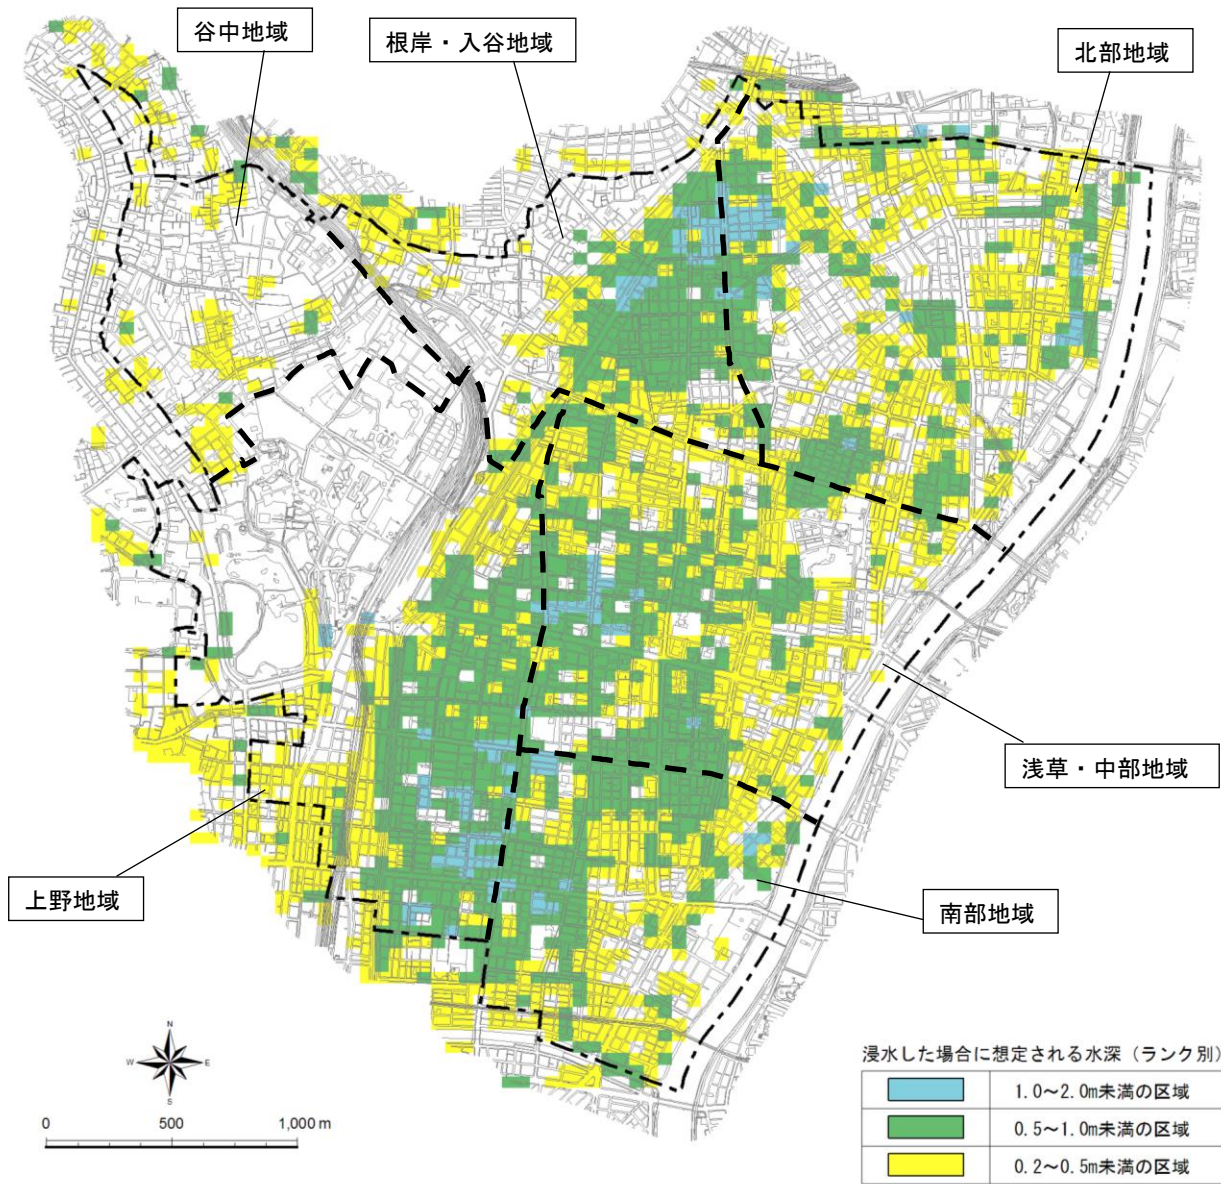 谷中地域
根岸・入谷地域
北部地域
浅草・中部地域
上野地域
南部地域
N
W
E
S
0
500
1,000 m
浸水した場合に想定される水深（ランク別）
1.0～2.0m未満の区域
0.5～1.0m未満の区域
0.2～0.5m未満の区域